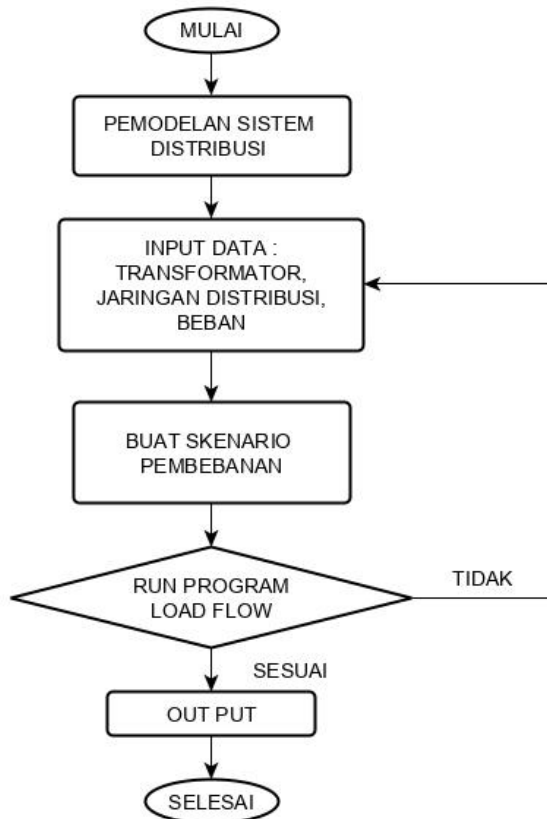 MULAI
PEMODELAN SISTEM
DISTRIBUSI
INPUT DATA :
TRANSFORMATOR,
JARINGAN DISTRIBUSI,
BEBAN
BUAT SKENARIO
PEMBEBANAN
RUN PROGRAM
LOAD FLOW
TIDAK
SESUAI
OUT PUT
SELESAI